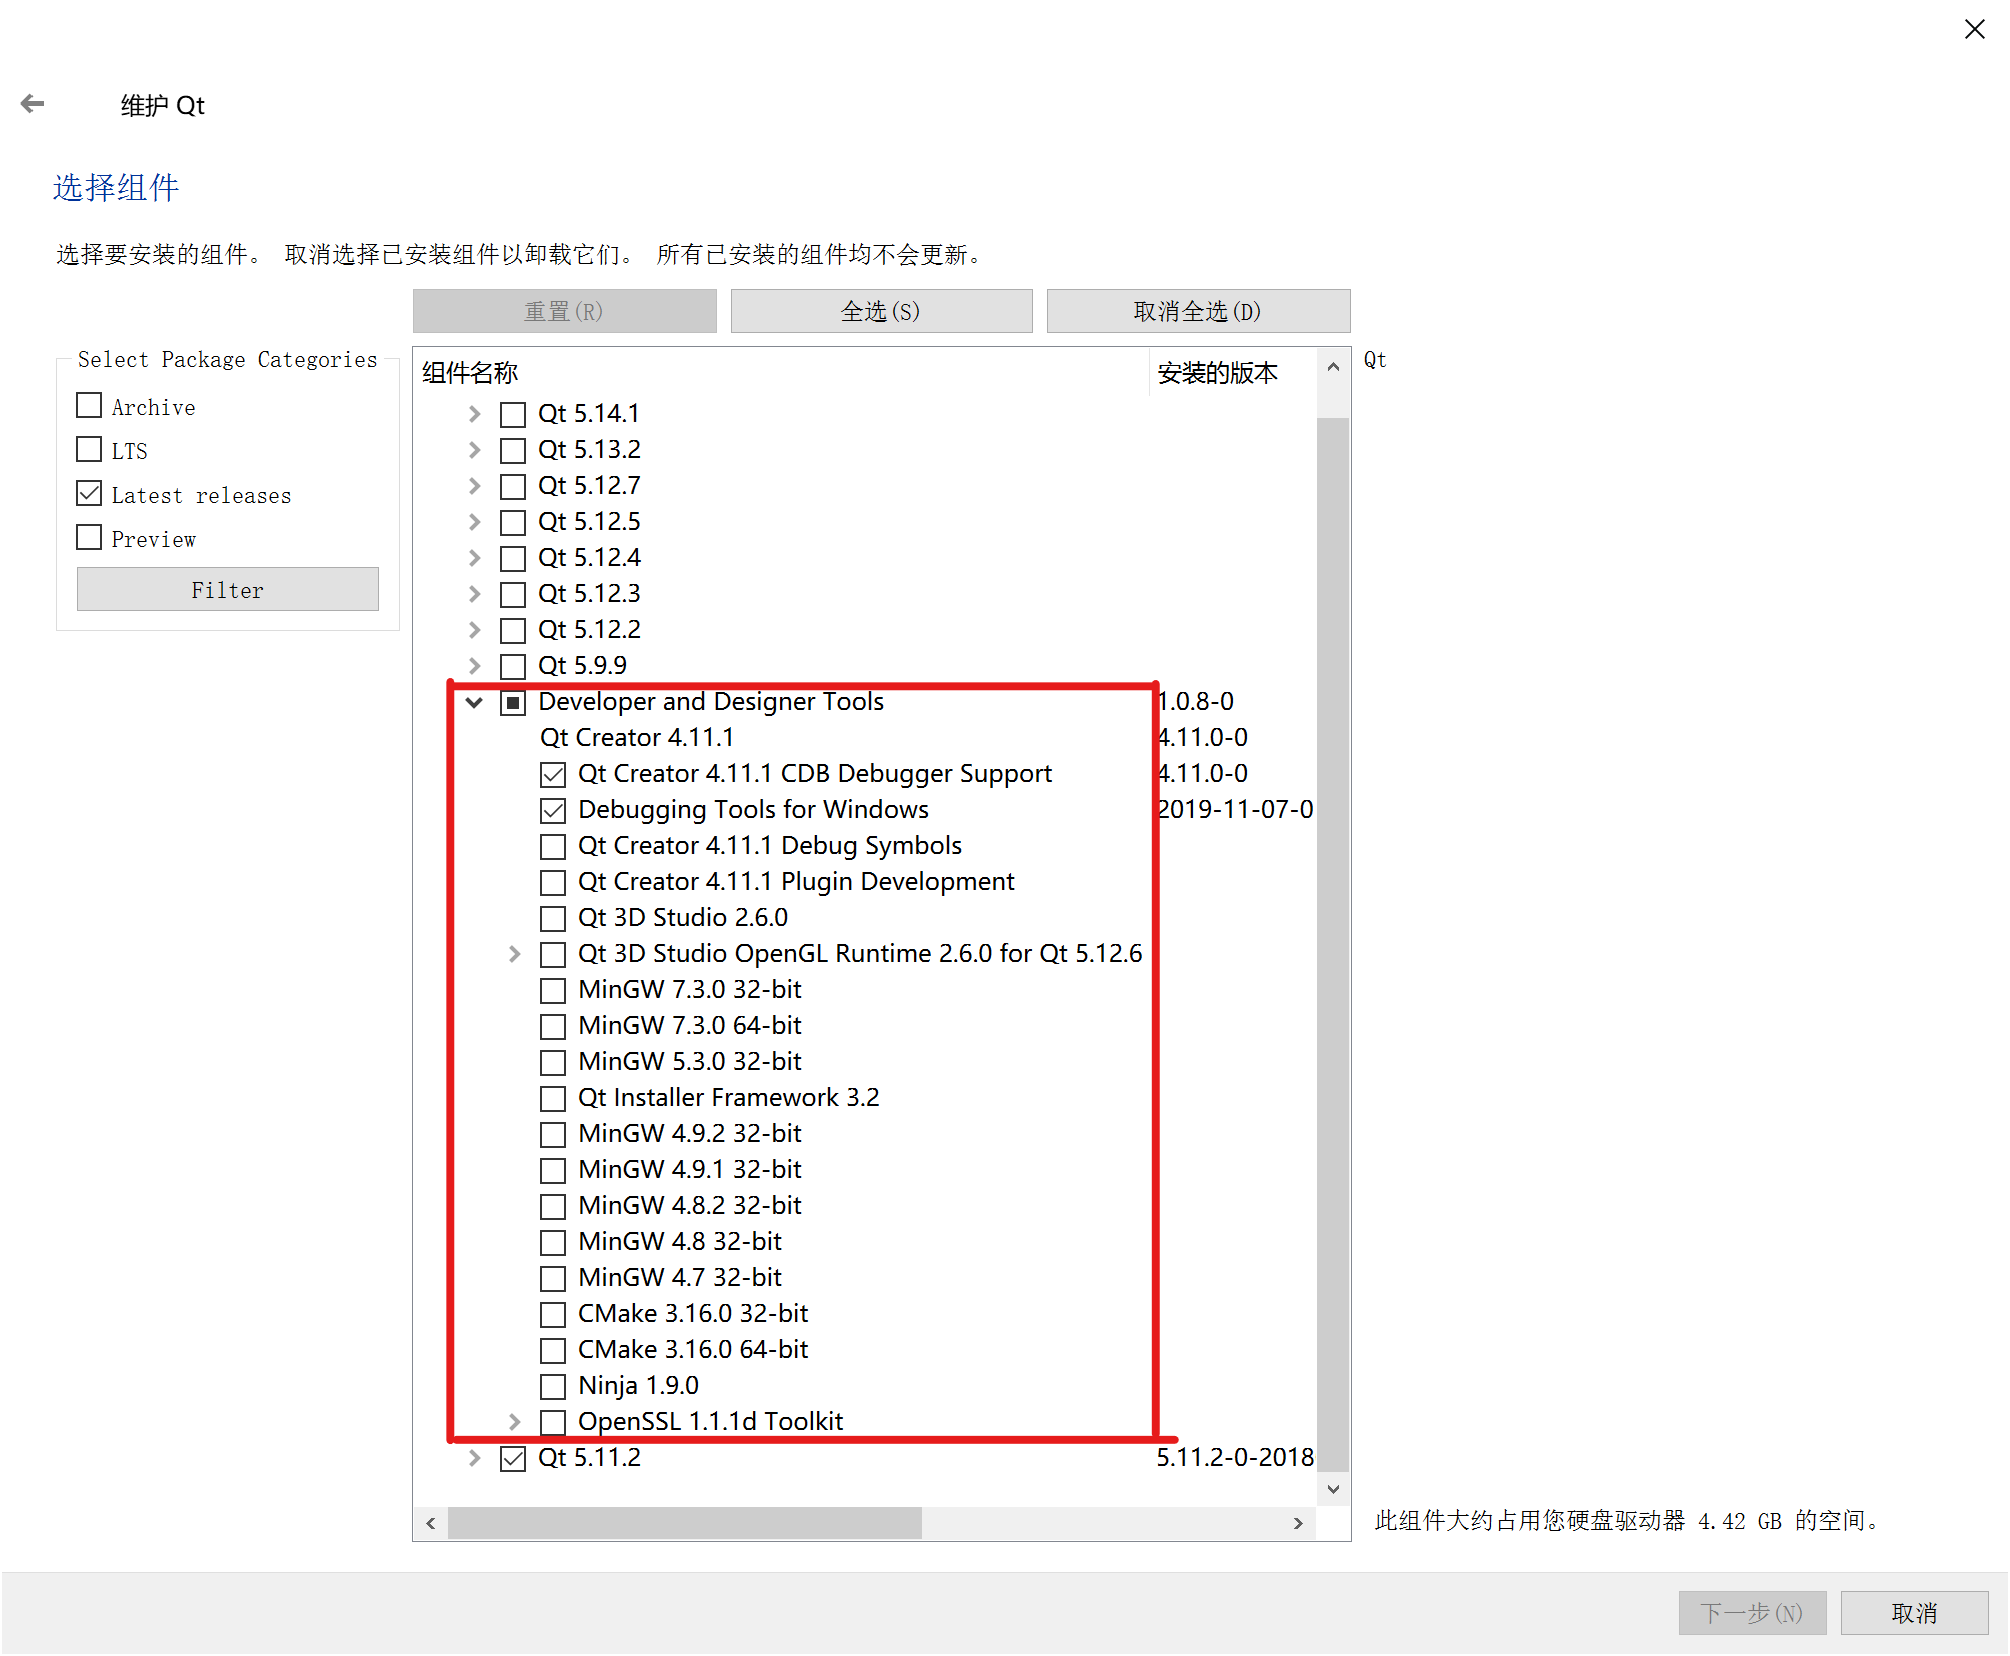 维护 Qt
选择组件
选择要安装的组件。 取消选择已安装组件以卸载它们。 所有已安装的组件均不会更新。
重置(R)
全选(S)
取消全选(D)
Select Package Categories
Archive
LTS
Latest releases
Preview
Filter
组件名称 安装的版本
Qt 5.14.1
Qt 5.13.2
Qt 5.12.7
Qt 5.12.5
Qt 5.12.4
Qt 5.12.3
Qt 5.12.2
Qt 5.9.9
Developer and Designer Tools 1.0.8-0
Qt Creator 4.11.1 4.11.0-0
Qt Creator 4.11.1 CDB Debugger Support 4.11.0-0
Debugging Tools for Windows 2019-11-07-0
Qt Creator 4.11.1 Debug Symbols
Qt Creator 4.11.1 Plugin Development
Qt 3D Studio 2.6.0
Qt 3D Studio OpenGL Runtime 2.6.0 for Qt 5.12.6
MinGW 7.3.0 32-bit
MinGW 7.3.0 64-bit
MinGW 5.3.0 32-bit
Qt Installer Framework 3.2
MinGW 4.9.2 32-bit
MinGW 4.9.1 32-bit
MinGW 4.8.2 32-bit
MinGW 4.8 32-bit
MinGW 4.7 32-bit
CMake 3.16.0 32-bit
CMake 3.16.0 64-bit
Ninja 1.9.0
OpenSSL 1.1.1d Toolkit
Qt 5.11.2 5.11.2-0-2018
Qt
此组件大约占用您硬盘驱动器 4.42 GB 的空间。
下一步(N)
取消